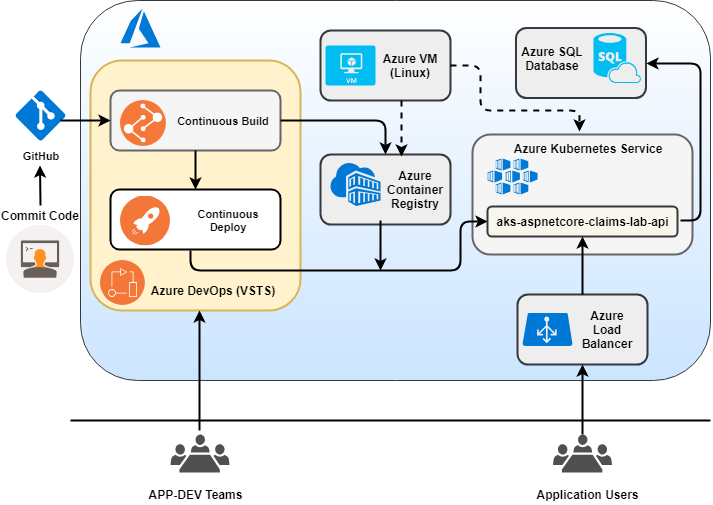 Azure VM
(Linux)
VM
Azure SQL
Database
SQL
Continuous Build
GitHub
Azure Kubernetes Service
Azure
Container
Registry
Commit Code
Continuous
Deploy
aks-aspnetcore-claims-lab-api
Azure DevOps (VSTS)
Azure
Load
Balancer
APP-DEV Teams
Application Users